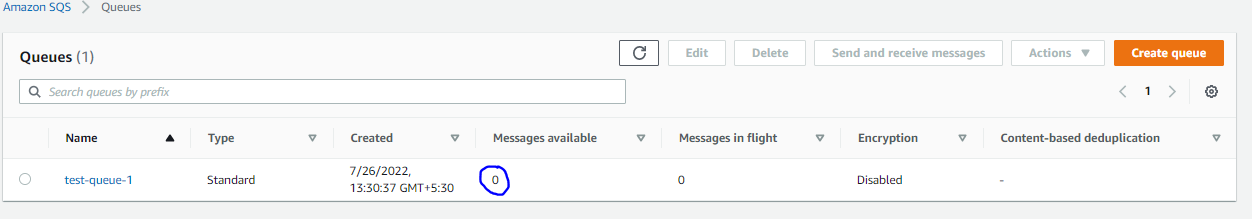 Amazon SQS > Queues
Queues (1)
Edit Delete Send and receive messages Actions Create queue
Search queues by prefix
1
Name Type Created Messages available Messages in flight Encryption Content-based deduplication
test-queue-1 Standard 7/26/2022, 13:30:37 GMT+5:30 0 0 Disabled -